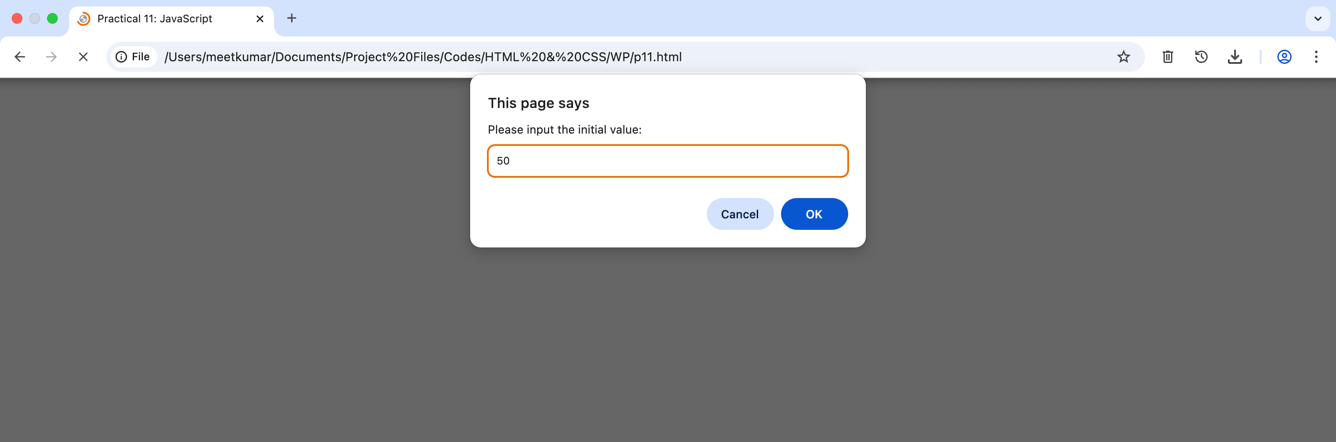 Practical 11: JavaScript
File
/Users/meetkumar/Documents/Project%20Files/Codes/HTML%20&%20CSS/WP/p11.html
This page says
Please input the initial value:
50
Cancel
OK